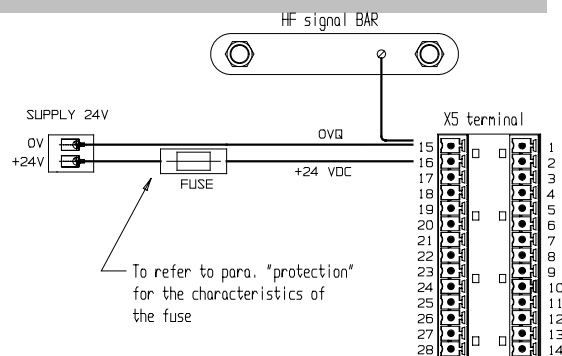 HF signal BAR
SUPPLY 24V
X5 terminal
0V
0VQ
+24V
+24 VDC
FUSE
To refer to para. "protection"
for the characteristics of
the fuse
15 1
16 2
17 3
18 4
19 5
20 6
21 7
22 8
23 9
24 10
25 11
26 12
27 13
28 14